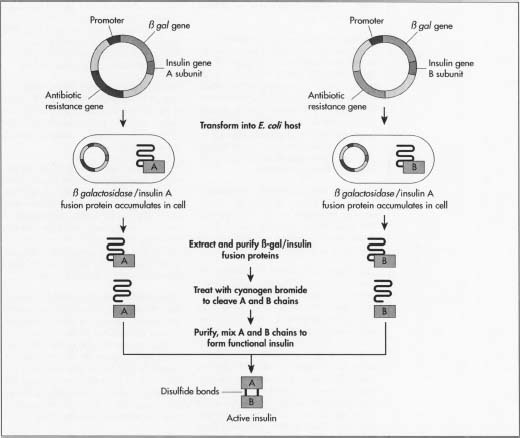 Promoter
ß gal gene
Insulin gene
A subunit
Antibiotic
resistance gene
Promoter
ß gal gene
Insulin gene
B subunit
Antibiotic
resistance gene
Transform into E. coli host
A
B
ß galactosidase/insulin A
fusion protein accumulates in cell
ß galactosidase/insulin A
fusion protein accumulates in cell
Extract and purify ß-gal/insulin
fusion proteins
A
B
Treat with cyanogen bromide
to cleave A and B chains
A
B
Purify, mix A and B chains to
form functional insulin
A
Disulfide bonds
B
Active insulin